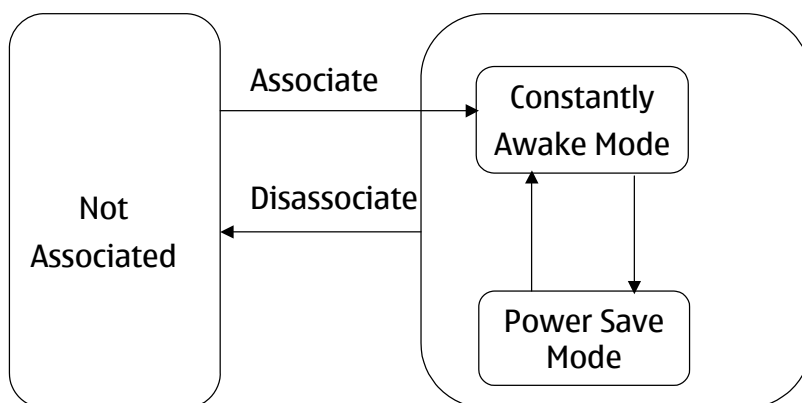 Associate
Constantly
Awake Mode
Disassociate
Not
Associated
Power Save
Mode